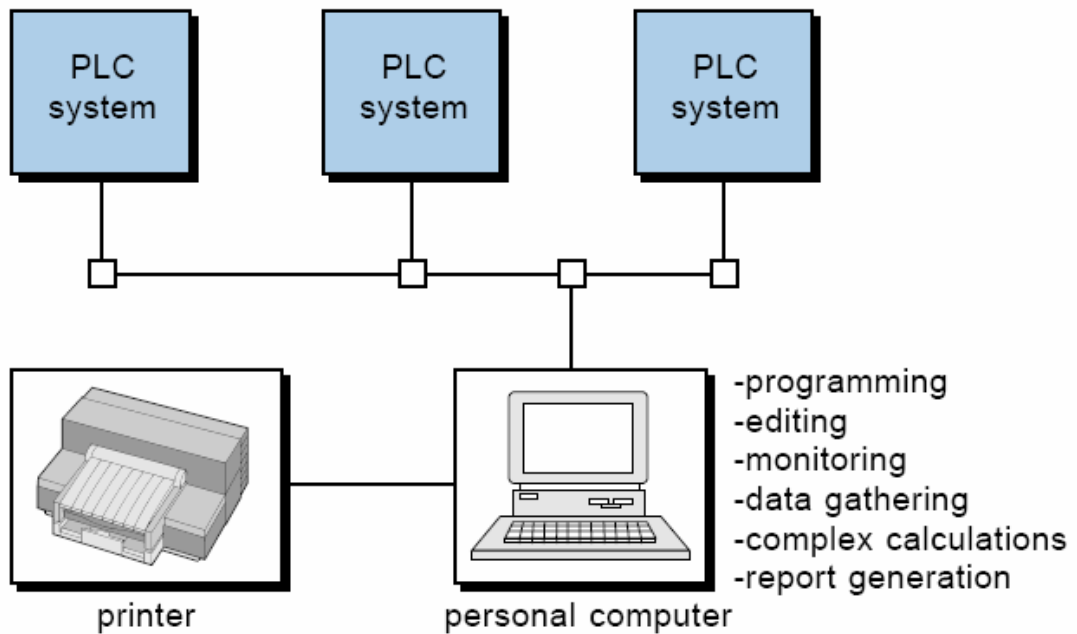 PLC
system
PLC
system
PLC
system
-programming
-editing
-monitoring
-data gathering
-complex calculations
-report generation
printer
personal computer